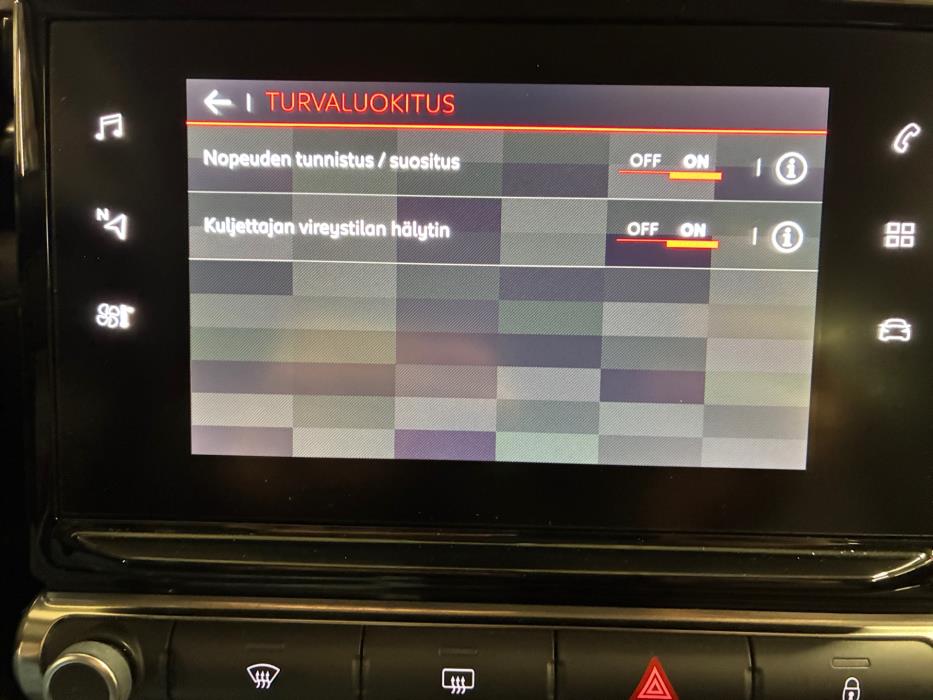 TURVALUOKITUS
Nopeuden tunnistus / suositus OFF ON
Kuljettajan vireystilan hälytin OFF ON
N